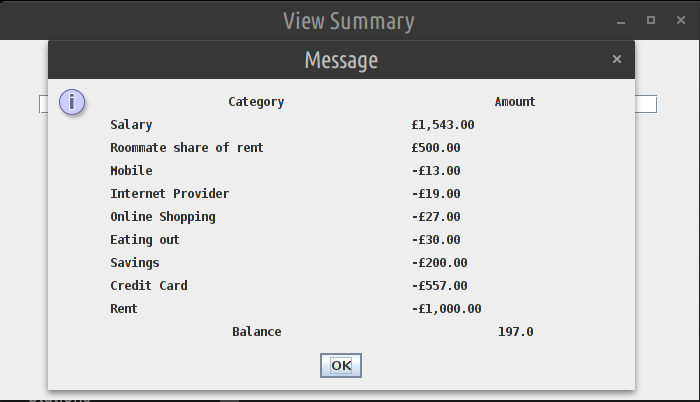 View Summary
Message
Category Amount
Salary £1,543.00
Roommate share of rent £500.00
Mobile -£13.00
Internet Provider -£19.00
Online Shopping -£27.00
Eating out -£30.00
Savings -£200.00
Credit Card -£557.00
Rent -£1,000.00
Balance 197.0
OK